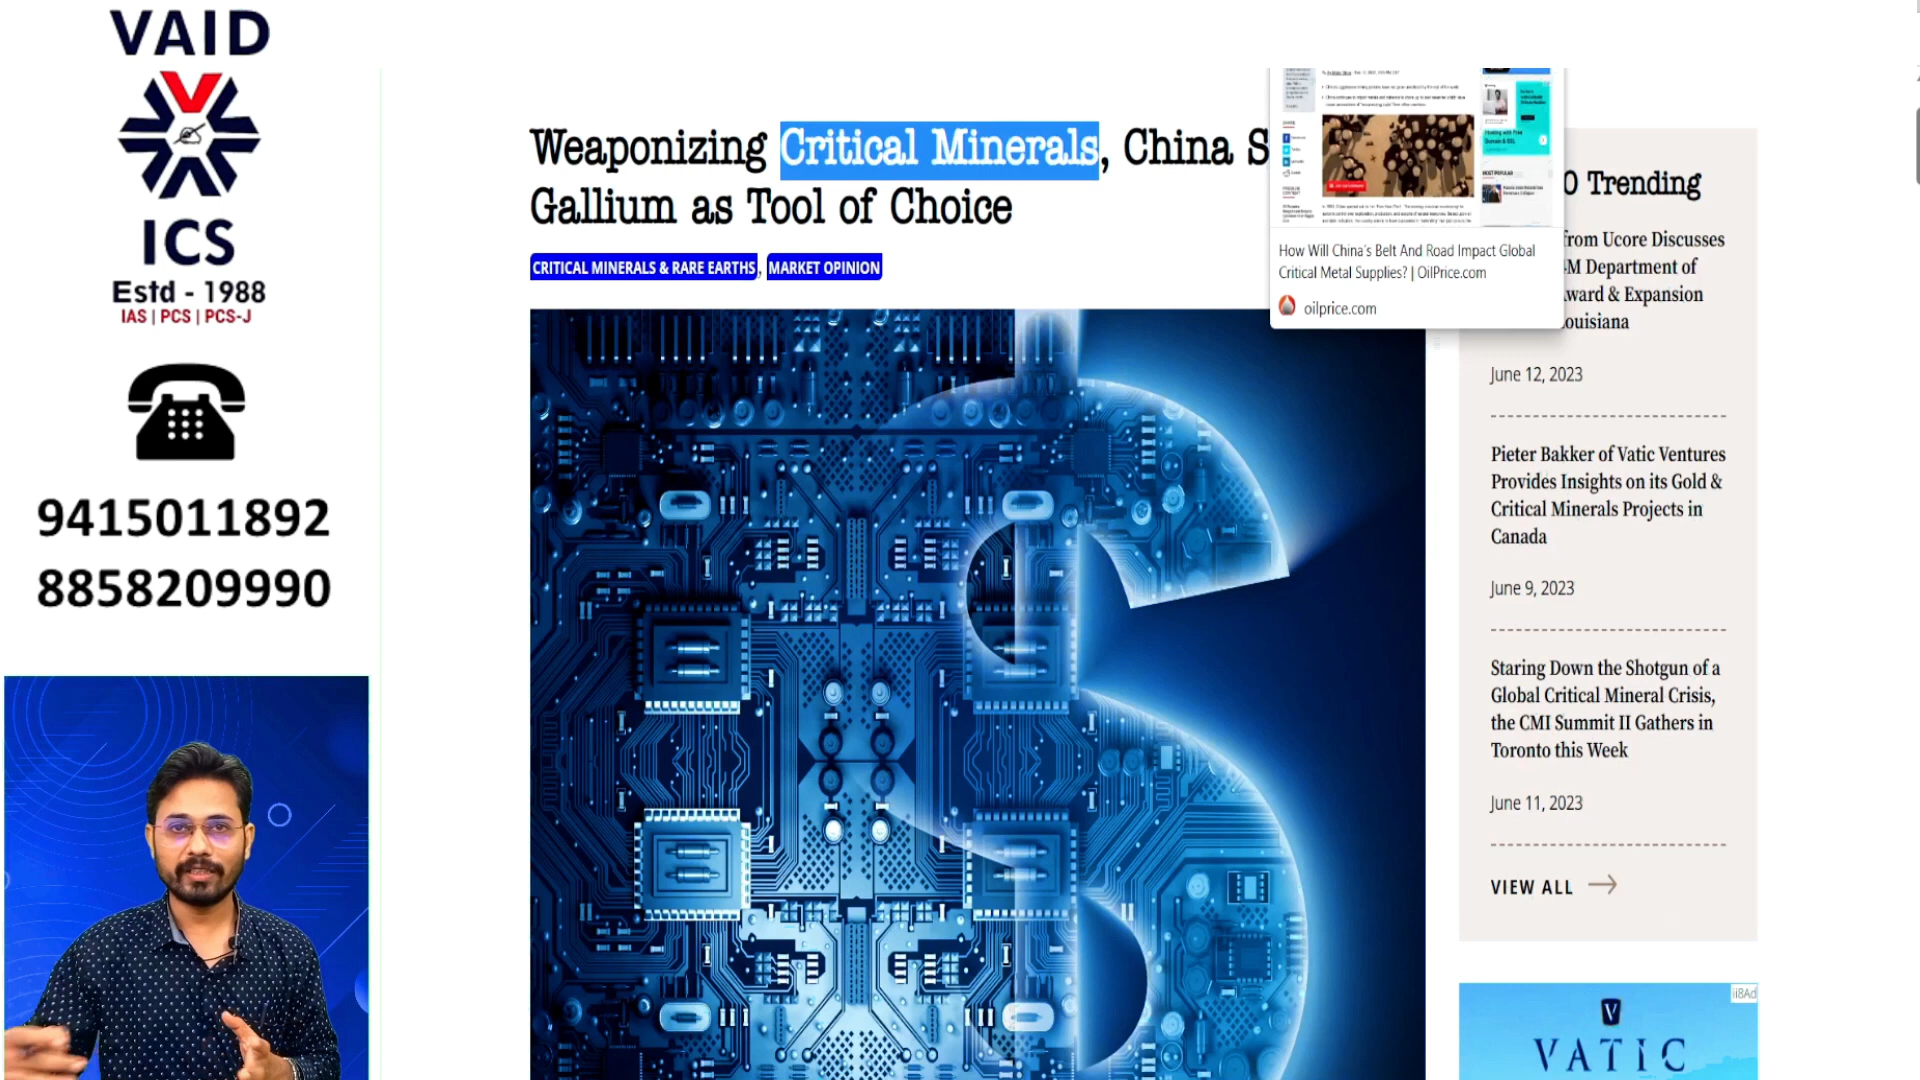 VAID
ICS
Estd - 1988
IAS | PCS | PCS-J
9415011892
8858209990
Weaponizing Critical Minerals, China S
Gallium as Tool of Choice
CRITICAL MINERALS & RARE EARTHS, MARKET OPINION
How Will China's Belt And Road Impact Global
Critical Metal Supplies? | OilPrice.com
oilprice.com
0 Trending
from Ucore Discusses
M Department of
ward & Expansion
ouisiana
June 12, 2023
Pieter Bakker of Vatic Ventures
Provides Insights on its Gold &
Critical Minerals Projects in
Canada
June 9, 2023
Staring Down the Shotgun of a
Global Critical Mineral Crisis,
the CMI Summit II Gathers in
Toronto this Week
June 11, 2023
VIEW ALL
ii8Ad
V
VATIC